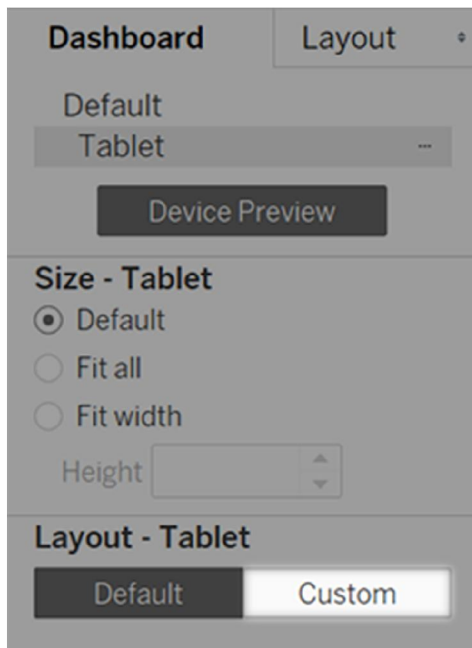 Dashboard Layout
Default
Tablet
Device Preview
Size - Tablet
Default
Fit all
Fit width
Height
Layout - Tablet
Default Custom